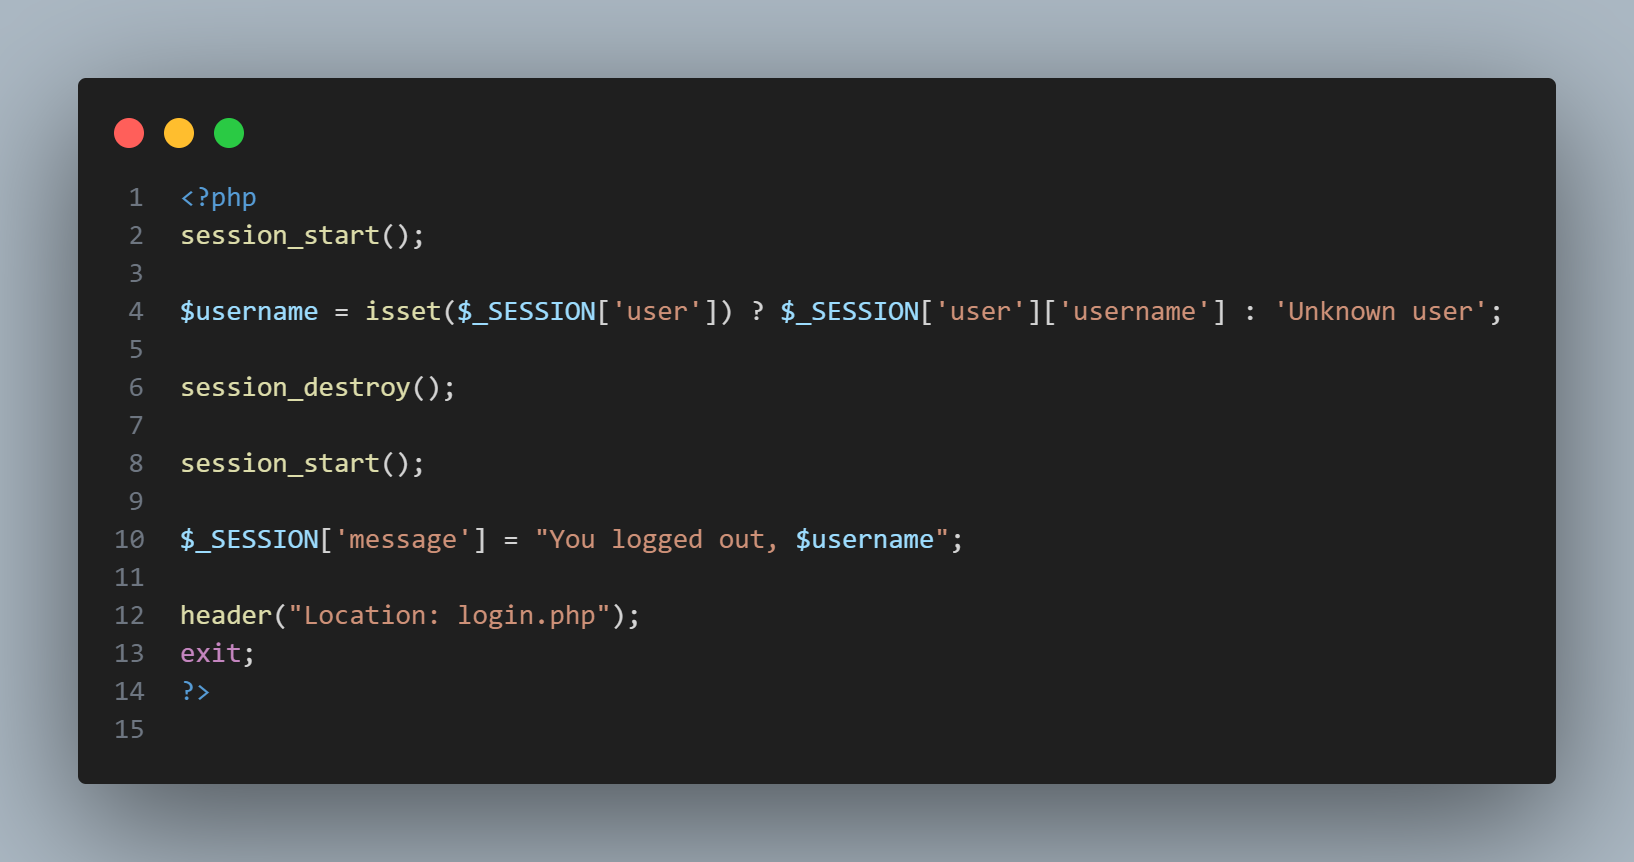 1 <?php
2 session_start();
3
4 $username = isset($_SESSION['user']) ? $_SESSION['user']['username'] : 'Unknown user';
5
6 session_destroy();
7
8 session_start();
9
10 $_SESSION['message'] = "You logged out, $username";
11
12 header("Location: login.php");
13 exit;
14 ?>
15